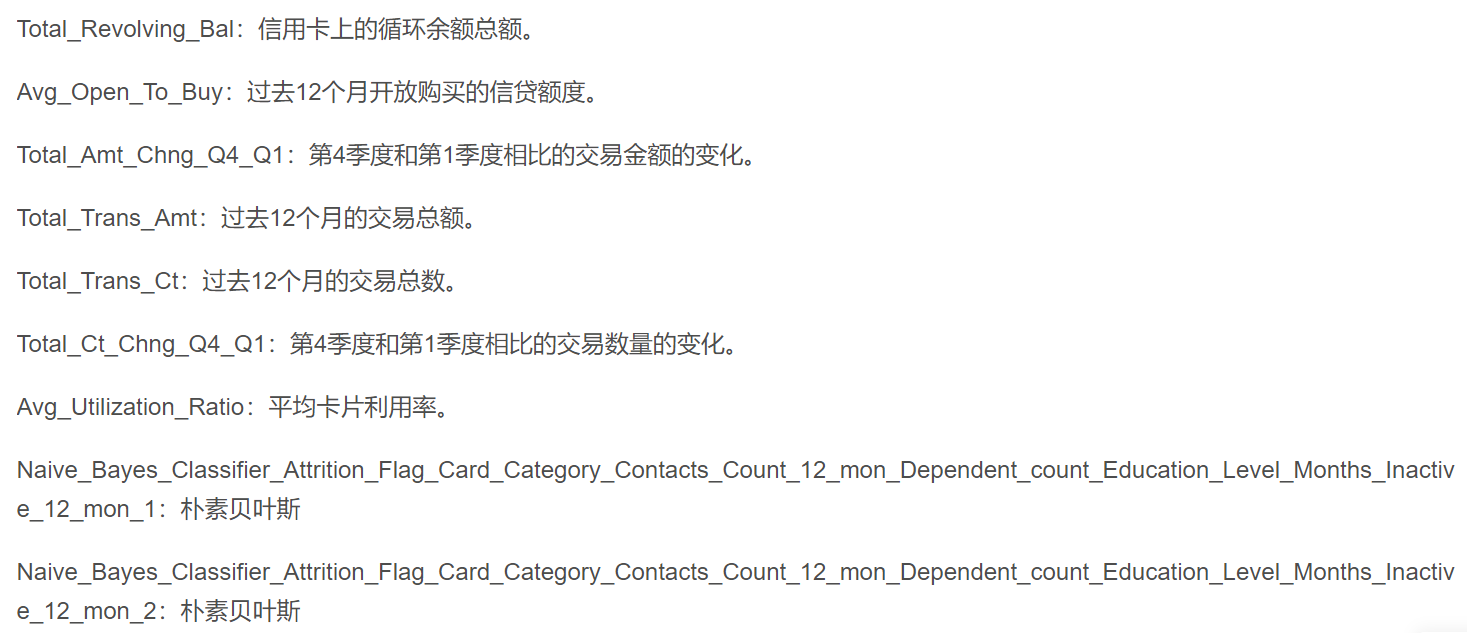 Total_Revolving_Bal：信用卡上的循环余额总额。
Avg_Open_To_Buy：过去12个月开放购买的信贷额度。
Total_Amt_Chng_Q4_Q1：第4季度和第1季度相比的交易金额的变化。
Total_Trans_Amt：过去12个月的交易总额。
Total_Trans_Ct：过去12个月的交易总数。
Total_Ct_Chng_Q4_Q1：第4季度和第1季度相比的交易数量的变化。
Avg_Utilization_Ratio：平均卡片利用率。
Naive_Bayes_Classifier_Attrition_Flag_Card_Category_Contacts_Count_12_mon_Dependent_count_Education_Level_Months_Inactiv
e_12_mon_1：朴素贝叶斯
Naive_Bayes_Classifier_Attrition_Flag_Card_Category_Contacts_Count_12_mon_Dependent_count_Education_Level_Months_Inactiv
e_12_mon_2：朴素贝叶斯